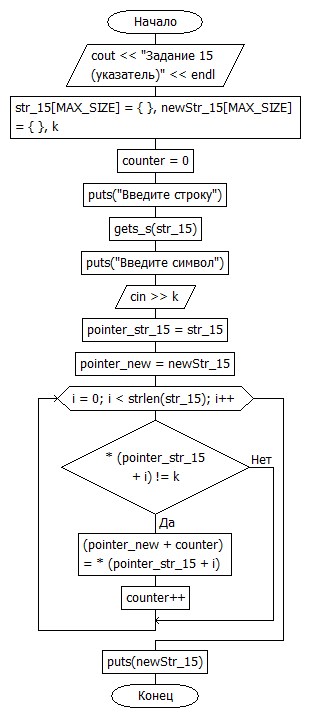 Начало
cout << "Задание 15
(указатель)" << endl
str_15[MAX_SIZE] = { }, newStr_15[MAX_SIZE]
= { }, k
counter = 0
puts("Введите строку")
gets_s(str_15)
puts("Введите символ")
cin >> k
pointer_str_15 = str_15
pointer_new = newStr_15
i = 0; i < strlen(str_15); i++
* (pointer_str_15
+ i) != k
Нет
Да
(pointer_new + counter)
= * (pointer_str_15 + i)
counter++
puts(newStr_15)
Конец